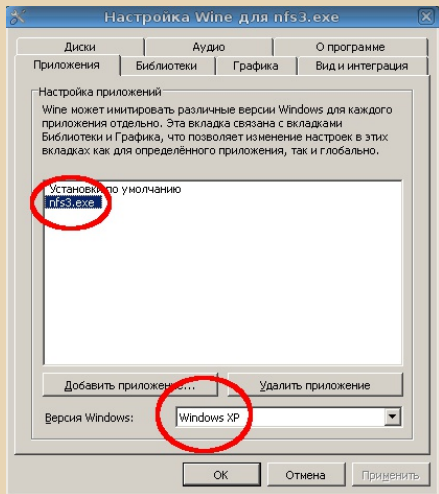 Настройка Wine для nfs3.exe
Диски Аудио О программе
Приложения Библиотеки Графика Вид и интеграция
Настройка приложений
Wine может имитировать различные версии Windows для каждого
приложения отдельно. Эта вкладка связана с вкладками
Библиотеки и Графика, что позволяет изменение настроек в этих
вкладках как для определённого приложения, так и глобально.
Установки по умолчанию
nfs3.exe
Добавить приложение... Удалить приложение
Версия Windows: Windows XP
OK Отмена Применить